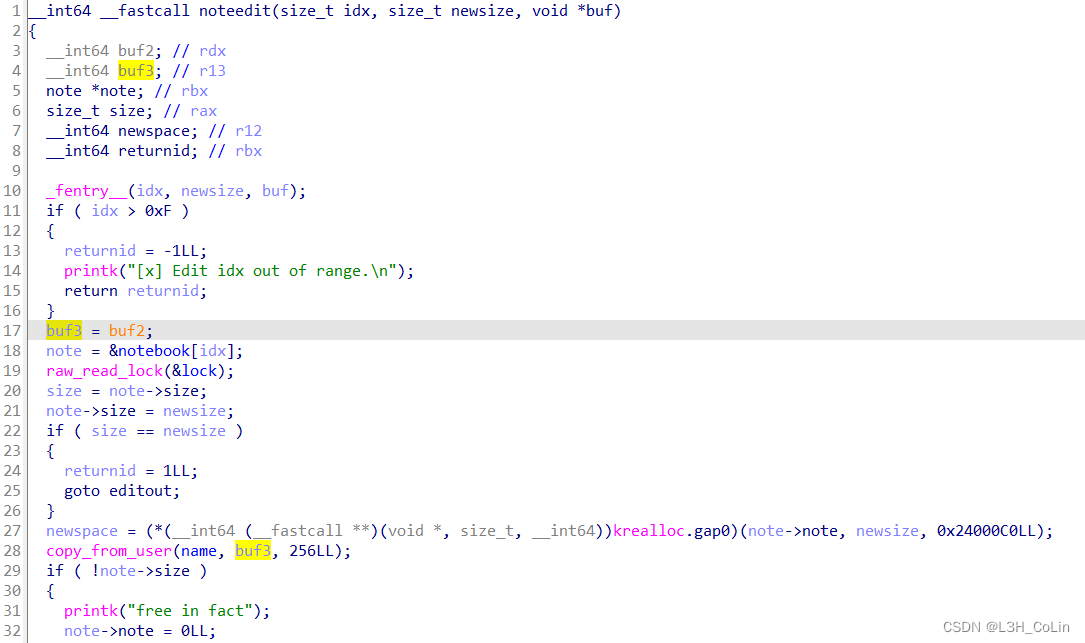 1 __int64 __fastcall noteedit(size_t idx, size_t newsize, void *buf)
2 {
3 __int64 buf2; // rdx
4 __int64 buf3; // r13
5 note *note; // rbx
6 size_t size; // rax
7 __int64 newspace; // r12
8 __int64 returnid; // rbx
9
10 _fentry__(idx, newsize, buf);
11 if ( idx > 0xF )
12 {
13 returnid = -1LL;
14 printk("[x] Edit idx out of range.\n");
15 return returnid;
16 }
17 buf3 = buf2;
18 note = &notebook[idx];
19 raw_read_lock(&lock);
20 size = note->size;
21 note->size = newsize;
22 if ( size == newsize )
23 {
24 returnid = 1LL;
25 goto editout;
26 }
27 newspace = (*(__int64 (__fastcall **)(void *, size_t, __int64))krealloc.gap0)(note->note, newsize, 0x24000C0LL);
28 copy_from_user(name, buf3, 256LL);
29 if ( !note->size )
30 {
31 printk("free in fact");
32 note->note = 0LL;
CSDN @L3H_CoLin